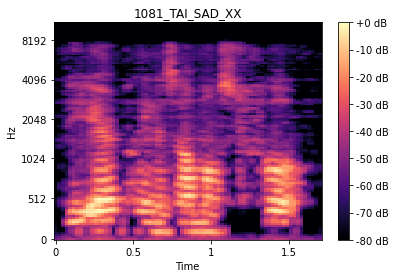 1081_TAI_SAD_XX
Hz
8192
4096
2048
1024
512
0
0
0.5
1
1.5
Time
+0 dB
-10 dB
-20 dB
-30 dB
-40 dB
-50 dB
-60 dB
-70 dB
-80 dB